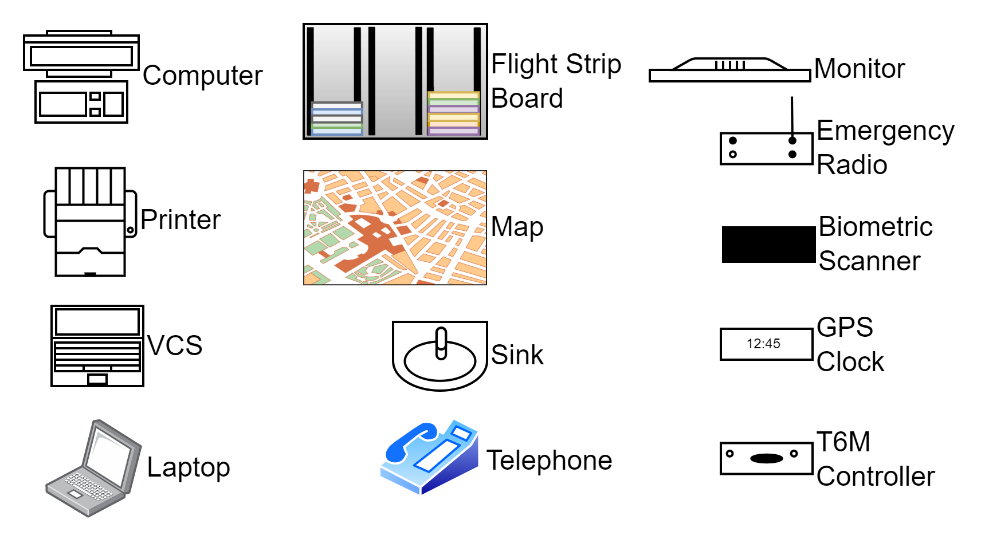 Computer
Flight Strip
Board
Monitor
Emergency
Radio
Printer
Map
Biometric
Scanner
VCS
Sink
GPS
Clock
12:45
Laptop
Telephone
T6M
Controller